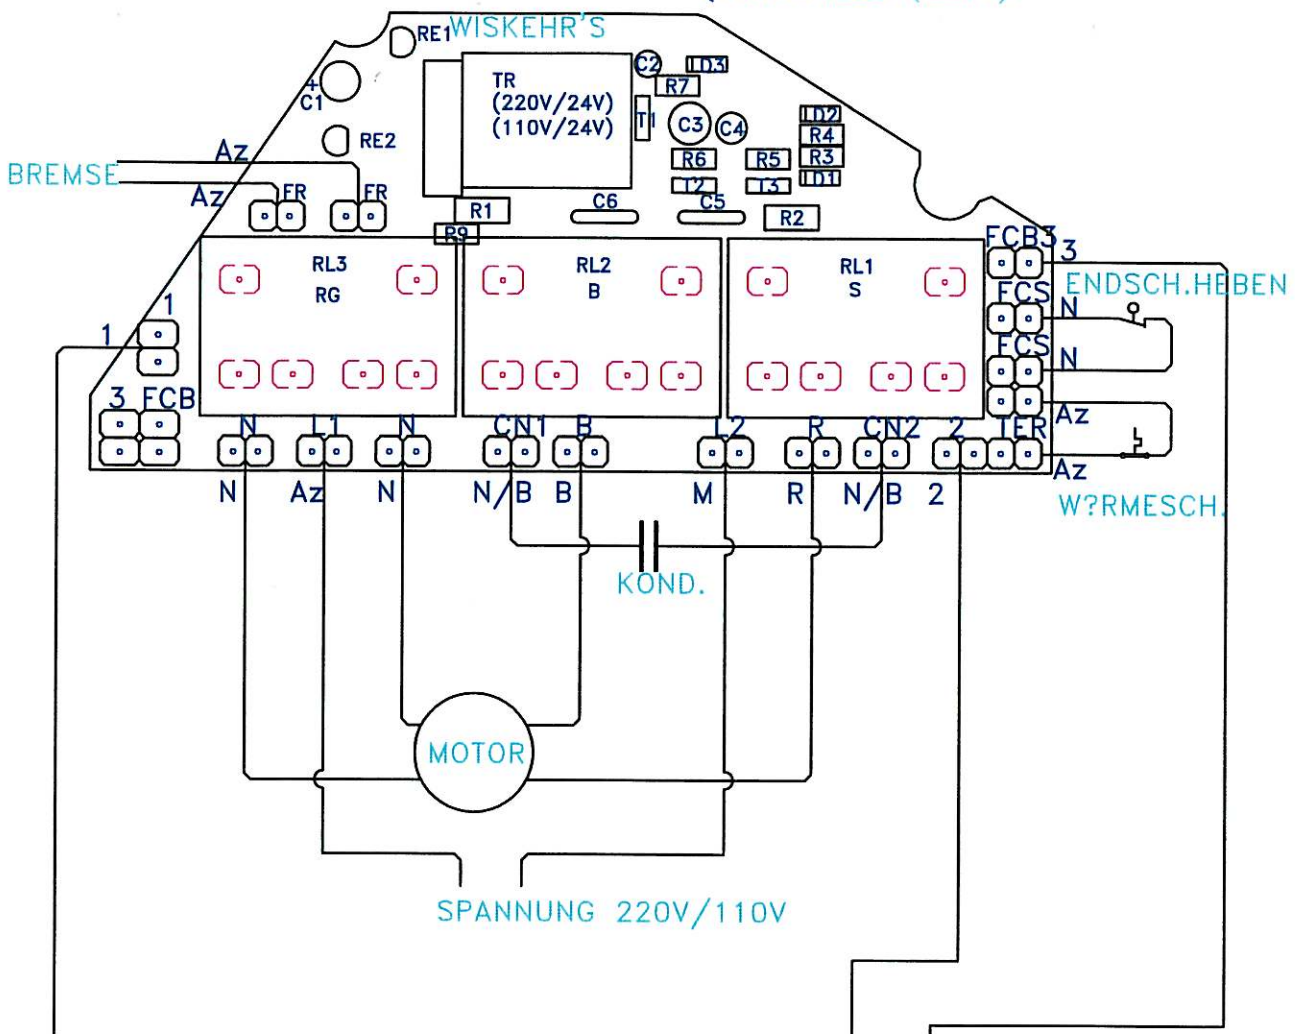 WISKEHR'S
RE1
C1
+
TR
(220V/24V)
(110V/24V)
C2
D3
R7
T1
C3
C4
D2
R4
R3
D1
RE2
R6
R5
T2
T3
BREMSE
Az
Az
FR
FR
R1
C6
C5
R2
R9
RL3
RG
RL2
B
RL1
S
FCB3
3
ENDSCH.HEBEN
FCS
N
FCS
N
1
1
3 FCB
N
L1
N
CN1
B
L2
R
CN2
2
TER
Az
Az
W?RMESCH.
N
Az
N
N/B
B
M
R
N/B
2
KOND.
MOTOR
SPANNUNG 220V/110V